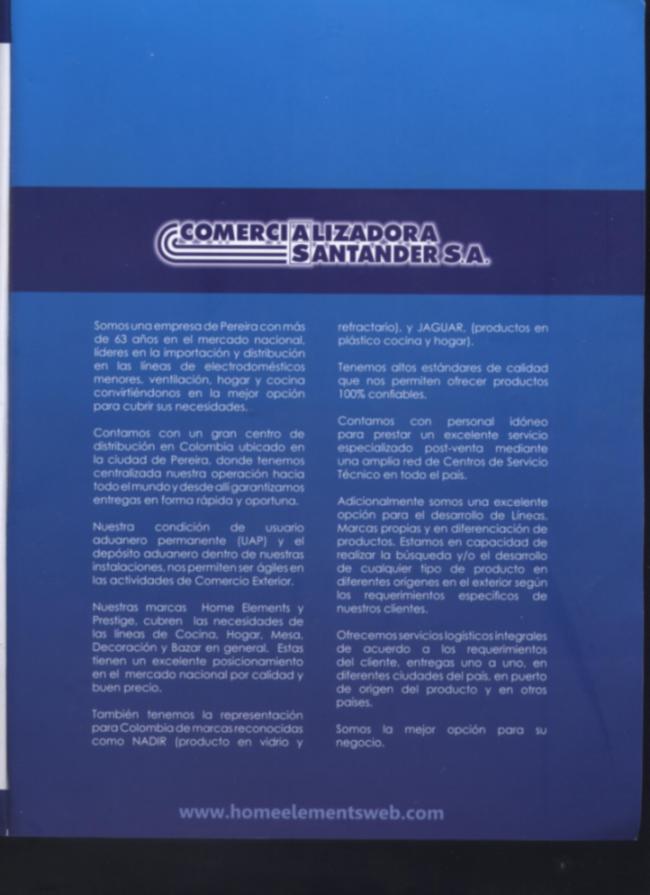 COMERCIALIZADORA
SANTANDER S.A.
Somos una empresa de Pereira con más
de 63 años en el mercado nacional,
líderes en la importación y distribución
en las líneas de electrodomésticos
menores, ventilación, hogar y cocina
convirtiéndonos en la mejor opción
para cubrir sus necesidades.
Contamos con un gran centro de
distribución en Colombia ubicado en
la ciudad de Pereira, donde tenemos
centralizada nuestra operación hacia
todo el mundo y desde allí garantizamos
entregas en forma rápida y oportuna.
Nuestra condición de usuario
aduanero permanente (UAP) y el
depósito aduanero dentro de nuestras
instalaciones, nos permiten ser ágiles en
las actividades de Comercio Exterior.
Nuestras marcas Home Elements y
Prestige, cubren las necesidades de
las líneas de Cocina, Hogar, Mesa,
Decoración y Bazar en general. Estas
tienen un excelente posicionamiento
en el mercado nacional por calidad y
buen precio.
También tenemos la representación
para Colombia de marcas reconocidas
como NADIR (producto en vidrio y
refractario), y JAGUAR, (productos en
plástico cocina y hogar).
Tenemos altos estándares de calidad
que nos permiten ofrecer productos
100% confiables.
Contamos con personal idóneo
para prestar un excelente servicio
especializado post-venta mediante
una amplia red de Centros de Servicio
Técnico en todo el país.
Adicionalmente somos una excelente
opción para el desarrollo de Líneas,
Marcas propias y en diferenciación de
productos. Estamos en capacidad de
realizar la búsqueda y/o el desarrollo
de cualquier tipo de producto en
diferentes orígenes en el exterior según
los requerimientos específicos de
nuestros clientes.
Ofrecemos servicios logísticos integrales
de acuerdo a los requerimientos
del cliente, entregas uno a uno, en
diferentes ciudades del país, en puerto
de origen del producto y en otros
países.
Somos la mejor opción para su
negocio.
www.homeelementsweb.com